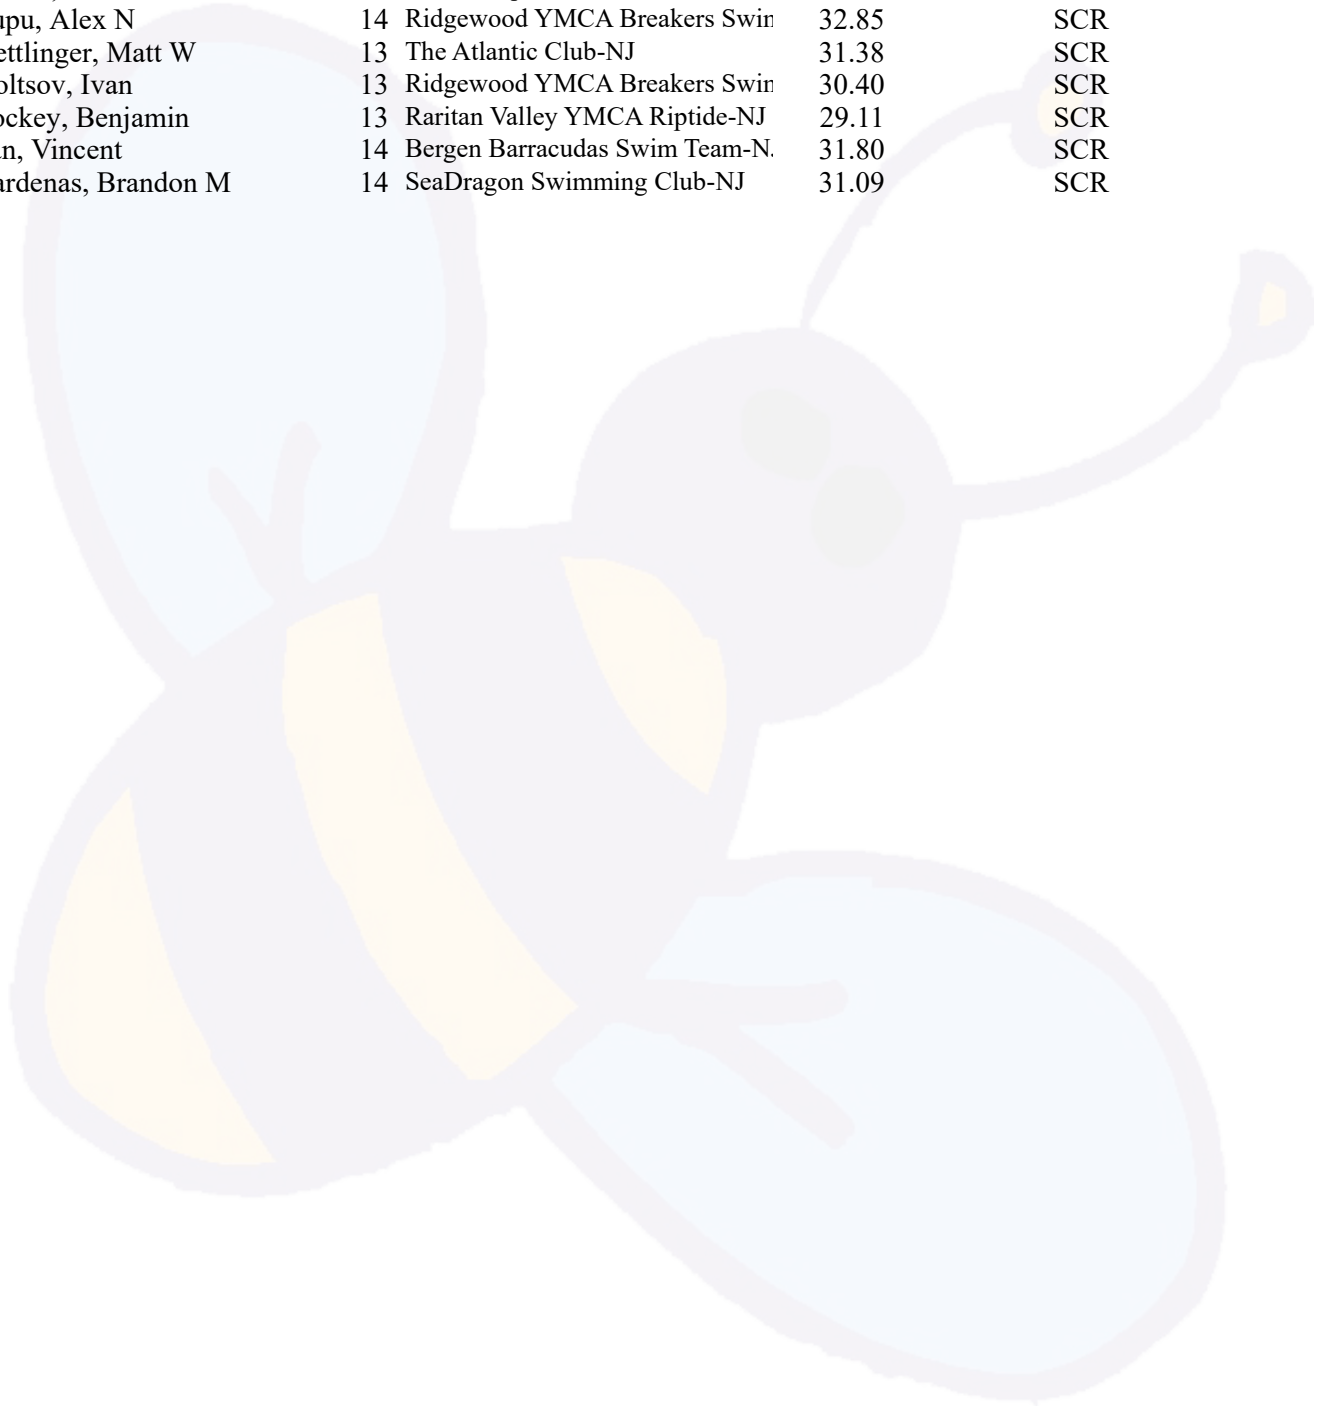 upu, Alex N 14 Ridgewood YMCA Breakers Swin 32.85 SCR
ettlinger, Matt W 13 The Atlantic Club-NJ 31.38 SCR
oltsov, Ivan 13 Ridgewood YMCA Breakers Swin 30.40 SCR
ockey, Benjamin 13 Raritan Valley YMCA Riptide-NJ 29.11 SCR
n, Vincent 14 Bergen Barracudas Swim Team-N. 31.80 SCR
ardenas, Brandon M 14 SeaDragon Swimming Club-NJ 31.09 SCR